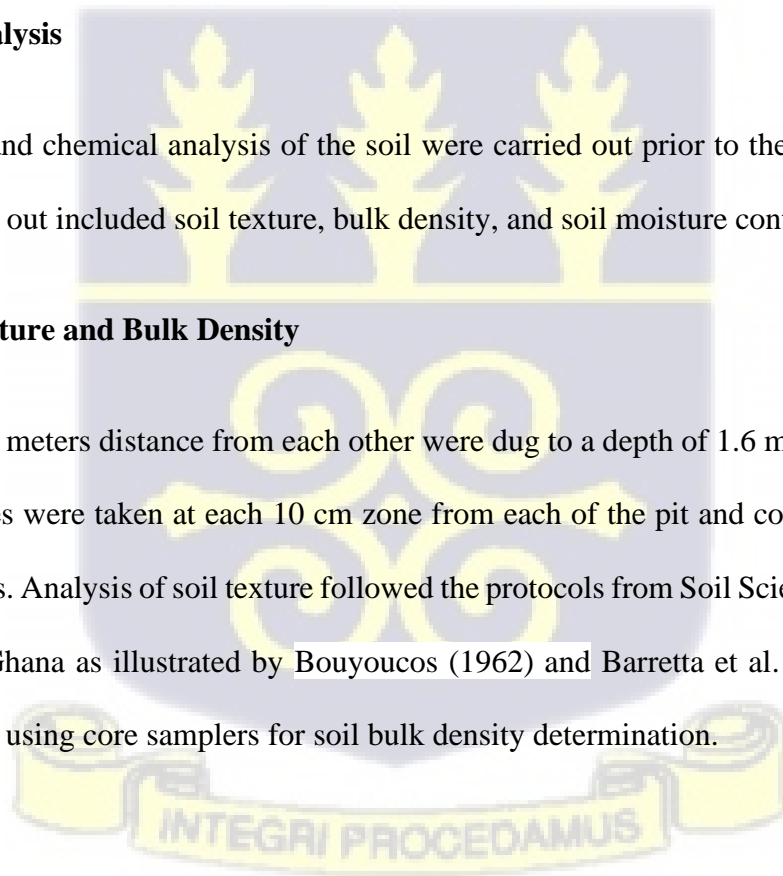 alysis
and chemical analysis of the soil were carried out prior to the
out included soil texture, bulk density, and soil moisture con
ture and Bulk Density
meters distance from each other were dug to a depth of 1.6 m
es were taken at each 10 cm zone from each of the pit and co
s. Analysis of soil texture followed the protocols from Soil Scie
Ghana as illustrated by Bouyoucos (1962) and Barretta et al.
using core samplers for soil bulk density determination.
INTEGRI PROCEDAMUS